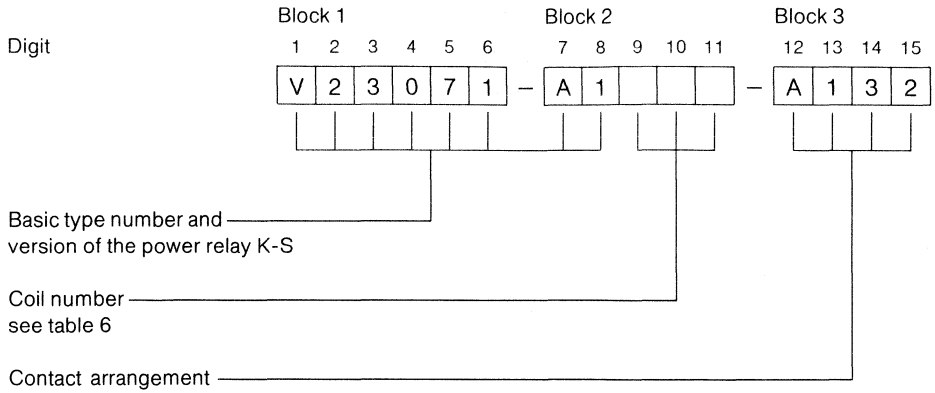 Block 1 Block 2 Block 3
Digit 1 2 3 4 5 6 7 8 9 10 11 12 13 14 15
V 2 3 0 7 1 – A 1 – A 1 3 2
Basic type number and
version of the power relay K-S
Coil number
see table 6
Contact arrangement